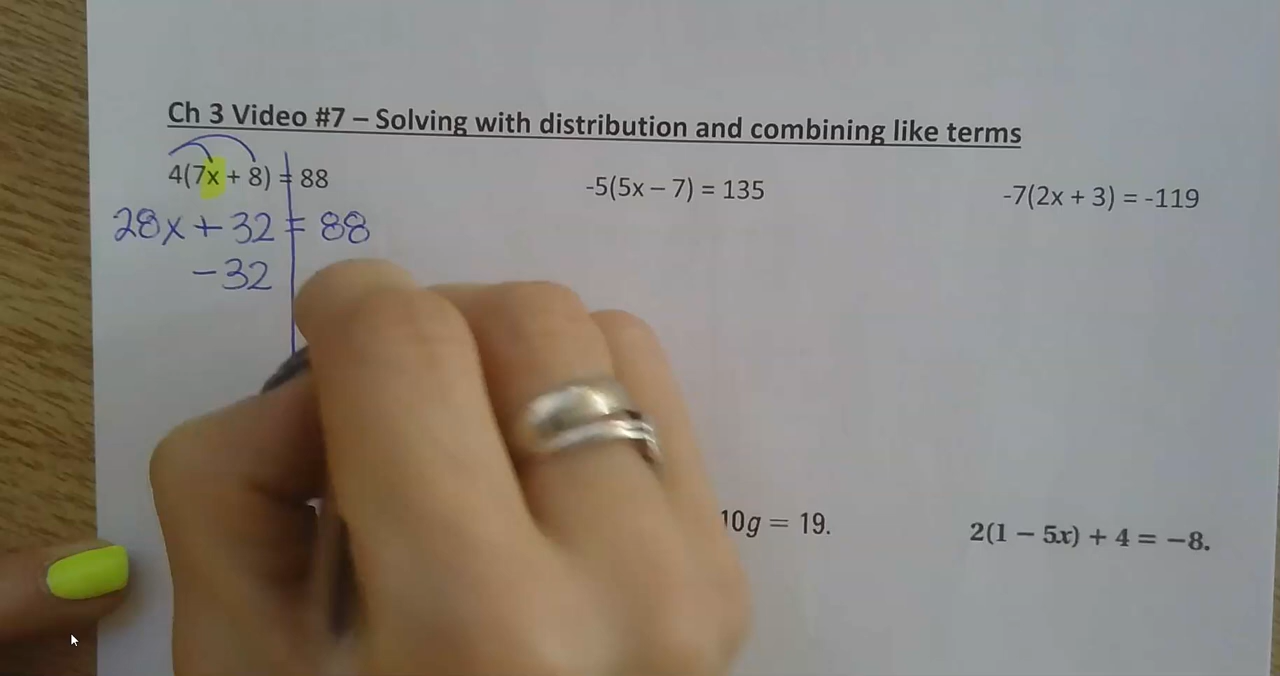 Ch 3 Video #7 – Solving with distribution and combining like terms
4(7x + 8) = 88
28x + 32 = 88
-32
-5(5x – 7) = 135
-7(2x + 3) = -119
10g = 19.
2(1 − 5x) + 4 = −8.